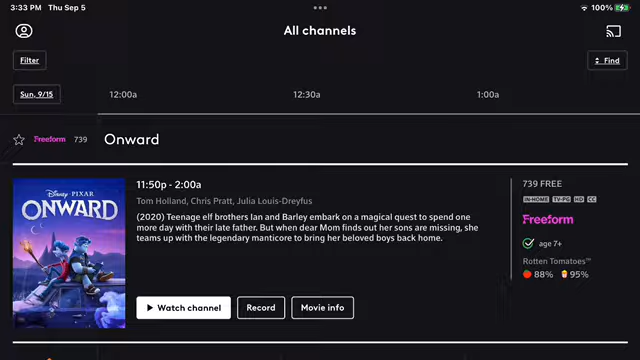 3:33 PM Thu Sep 5
100%
All channels
Filter
Find
Sun, 9/15
12:00a
12:30a
1:00a
Freeform
739
Onward
Disney PIXAR
ONWARD
11:50p - 2:00a
Tom Holland, Chris Pratt, Julia Louis-Dreyfus
(2020) Teenage elf brothers Ian and Barley embark on a magical quest to spend one
more day with their late father. But when dear Mom finds out her sons are missing, she
teams up with the legendary manticore to bring her beloved boys back home.
Watch channel
Record
Movie info
739 FREE
IN-HOME TV-PG HD CC
Freeform
age 7+
Rotten Tomatoes™
88% 95%